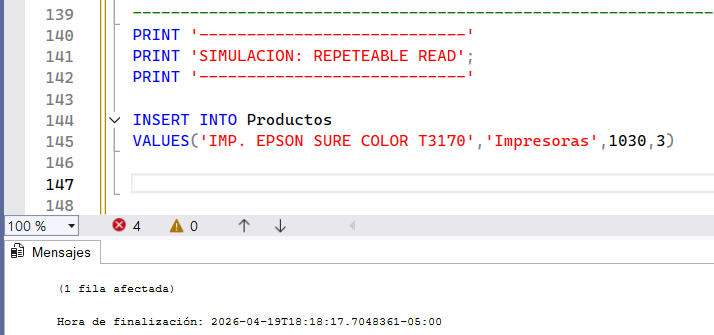 139 ------------------------------------------------------------
140 PRINT '----------------------------'
141 PRINT 'SIMULACION: REPETEABLE READ';
142 PRINT '----------------------------'
143
144 INSERT INTO Productos
145 VALUES('IMP. EPSON SURE COLOR T3170','Impresoras',1030,3)
146
147
148
100 % 4 0
Mensajes
(1 fila afectada)
Hora de finalización: 2026-04-19T18:18:17.7048361-05:00